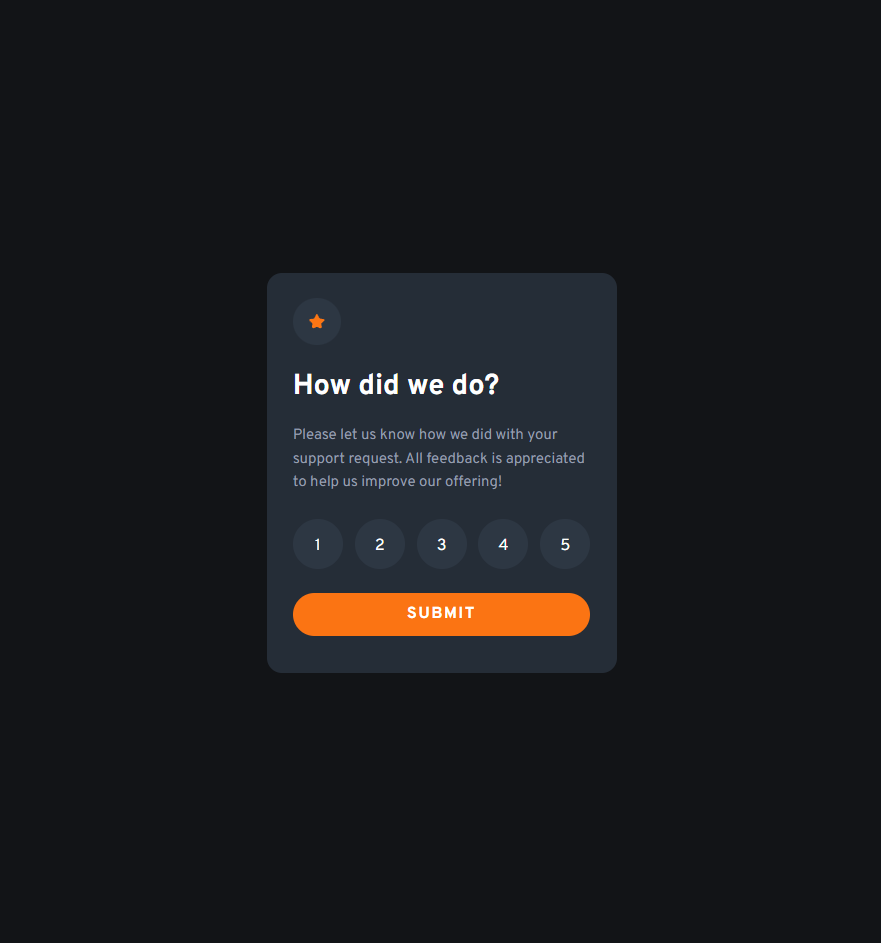 How did we do?
Please let us know how we did with your
support request. All feedback is appreciated
to help us improve our offering!
1 2 3 4 5
SUBMIT